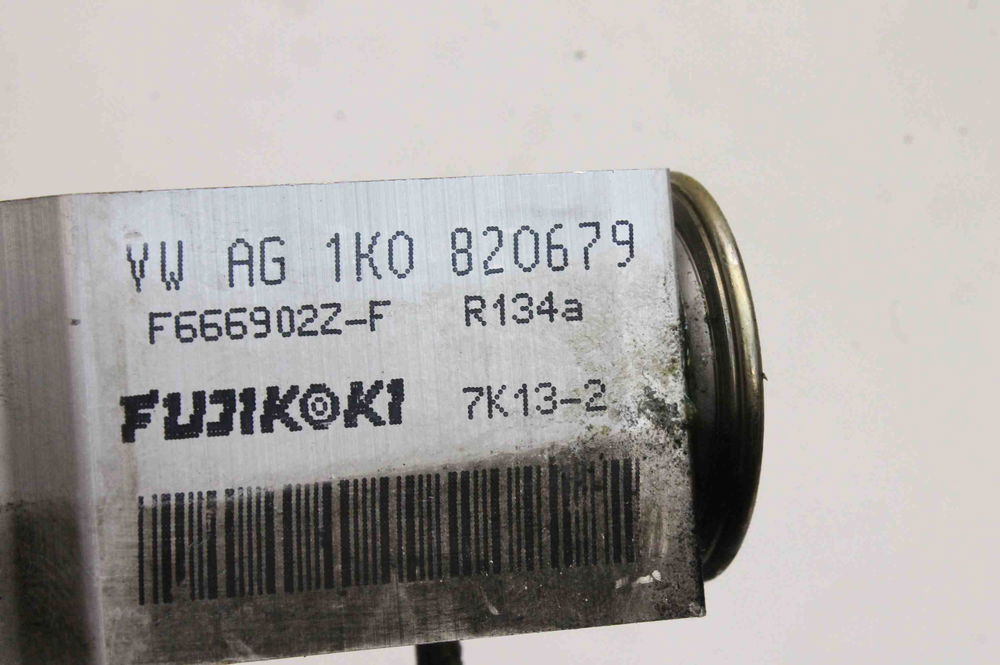 VW AG 1K0 820679
F666902Z-F R134a
FUJIKOKI 7K13-2